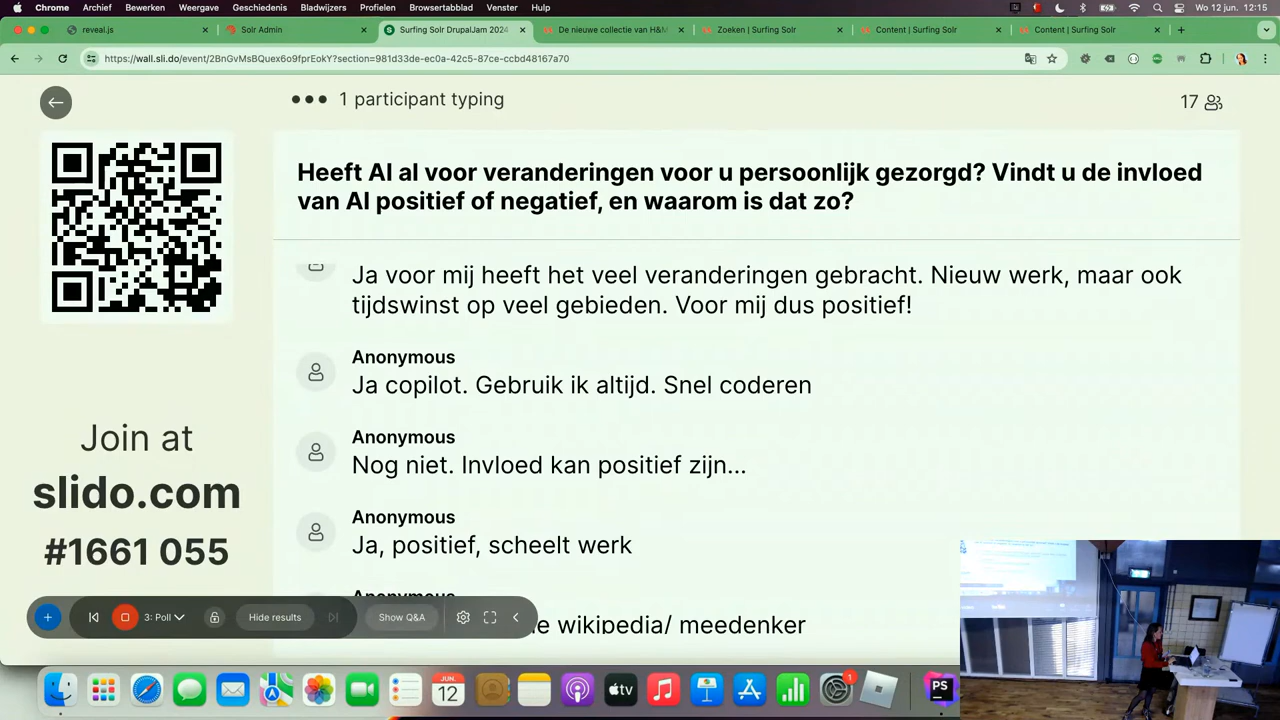 Chrome Archief Bewerken Weergave Geschiedenis Bladwijzers Profielen Browsertabblad Venster Help Wo 12 jun. 12:15
reveal.js Solr Admin Surfing Solr DrupalJam 2024 De nieuwe collectie van H&M Zoeken | Surfing Solr Content | Surfing Solr Content | Surfing Solr
https://wall.sli.do/event/2BnGvMsBQuex6o9fprEokY?section=981d33de-ec0a-42c5-87ce-ccbd48167a70
1 participant typing
17
Heeft AI al voor veranderingen voor u persoonlijk gezorgd? Vindt u de invloed
van AI positief of negatief, en waarom is dat zo?
Ja voor mij heeft het veel veranderingen gebracht. Nieuw werk, maar ook
tijdswinst op veel gebieden. Voor mij dus positief!
Anonymous
Ja copilot. Gebruik ik altijd. Snel coderen
Anonymous
Nog niet. Invloed kan positief zijn...
Anonymous
Ja, positief, scheelt werk
Anonymous
wikipedia/ meedenker
Join at
slido.com
#1661 055
3: Poll Hide results Show Q&A
JUN. 12
tv
1
PS